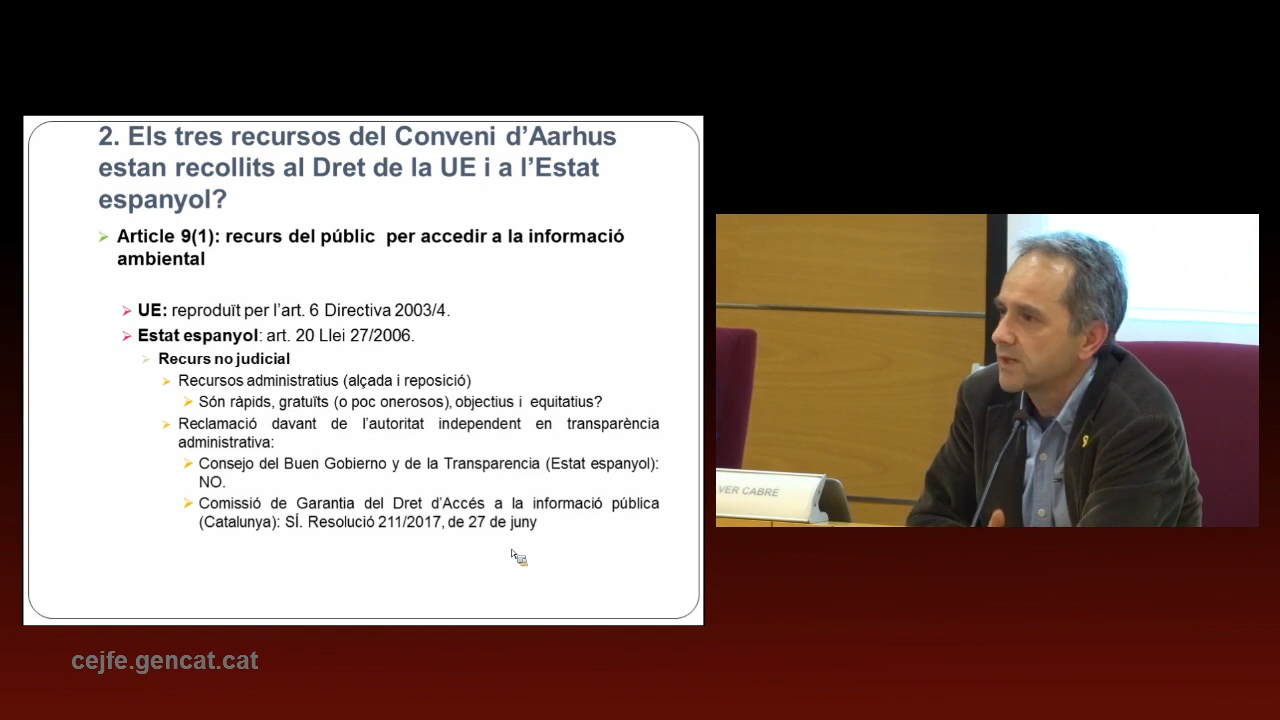 2. Els tres recursos del Conveni d’Aarhus
estan recollits al Dret de la UE i a l’Estat
espanyol?
Article 9(1): recurs del públic per accedir a la informació
ambiental
UE: reproduït per l’art. 6 Directiva 2003/4.
Estat espanyol: art. 20 Llei 27/2006.
Recurs no judicial
Recursos administratius (alçada i reposició)
Són ràpids, gratuïts (o poc onerosos), objectius i equitatius?
Reclamació davant de l’autoritat independent en transparència
administrativa:
Consejo del Buen Gobierno y de la Transparencia (Estat espanyol):
NO.
Comissió de Garantia del Dret d’Accés a la informació pública
(Catalunya): SÍ. Resolució 211/2017, de 27 de juny
VER CABRÉ
cejfe.gencat.cat